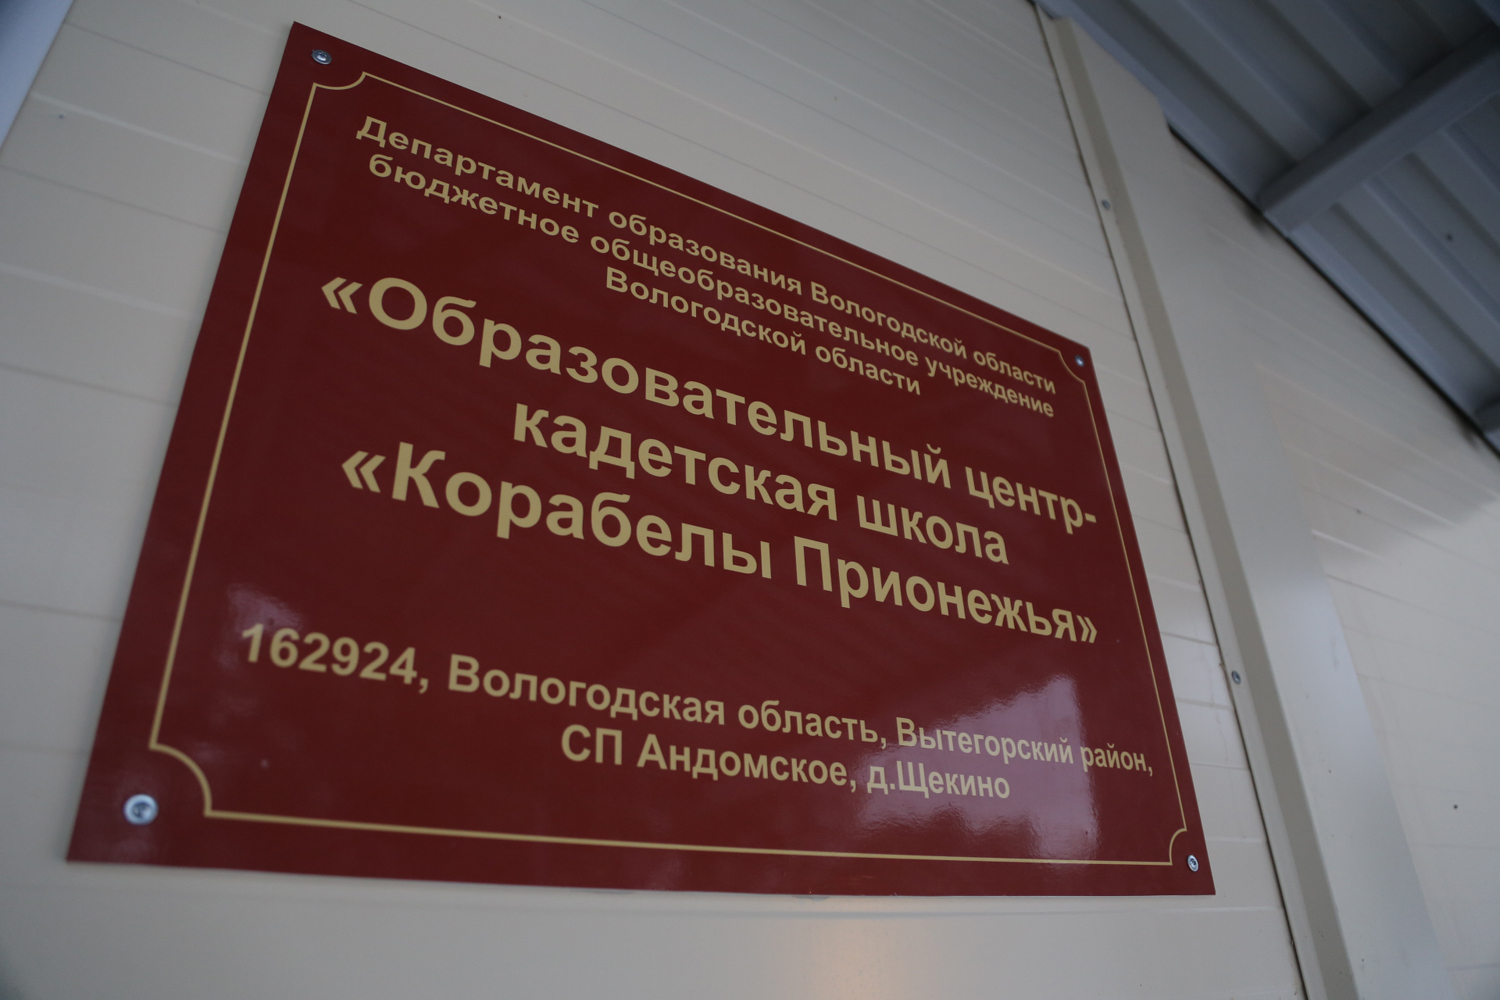 Департамент образования Вологодской области
бюджетное общеобразовательное учреждение
Вологодской области
«Образовательный центр-
кадетская школа
«Корабелы Прионежья»
162924, Вологодская область, Вытегорский район,
СП Андомское, д.Щекино